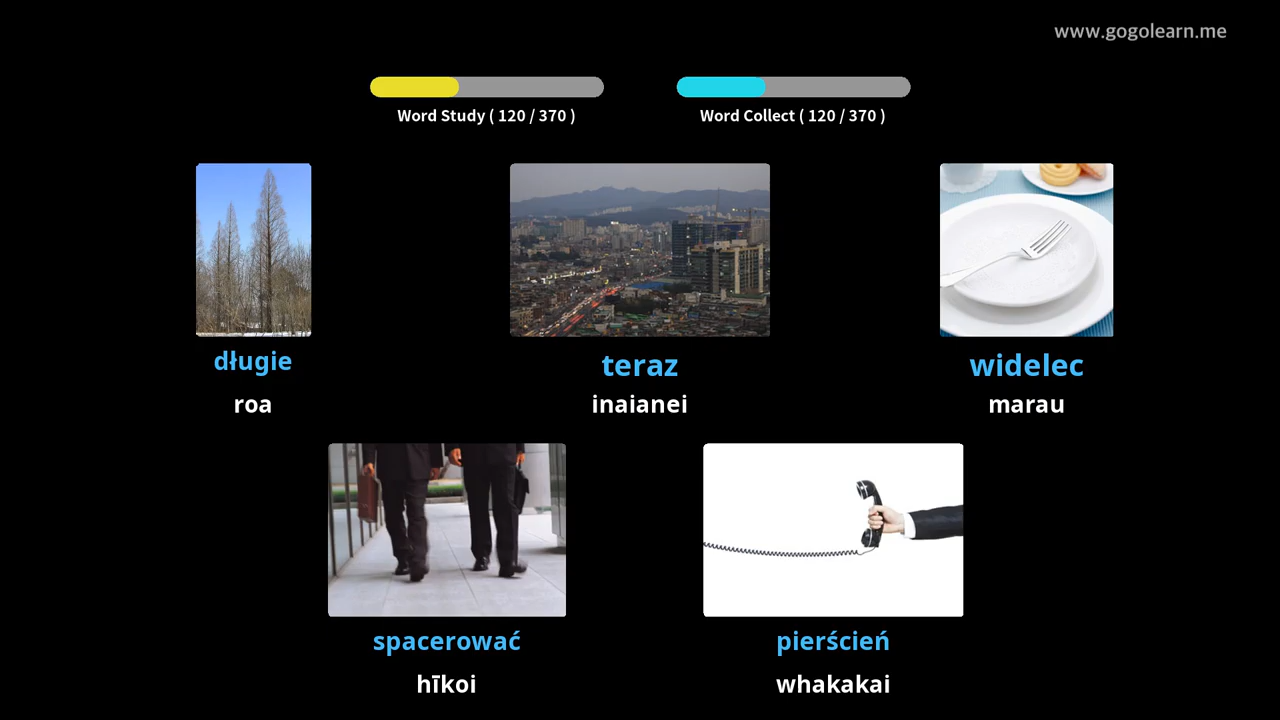 www.gogolearn.me
Word Study ( 120 / 370 )
Word Collect ( 120 / 370 )
długie
roa
teraz
inaianei
widelec
marau
spacerować
hīkoi
pierścień
whakakai